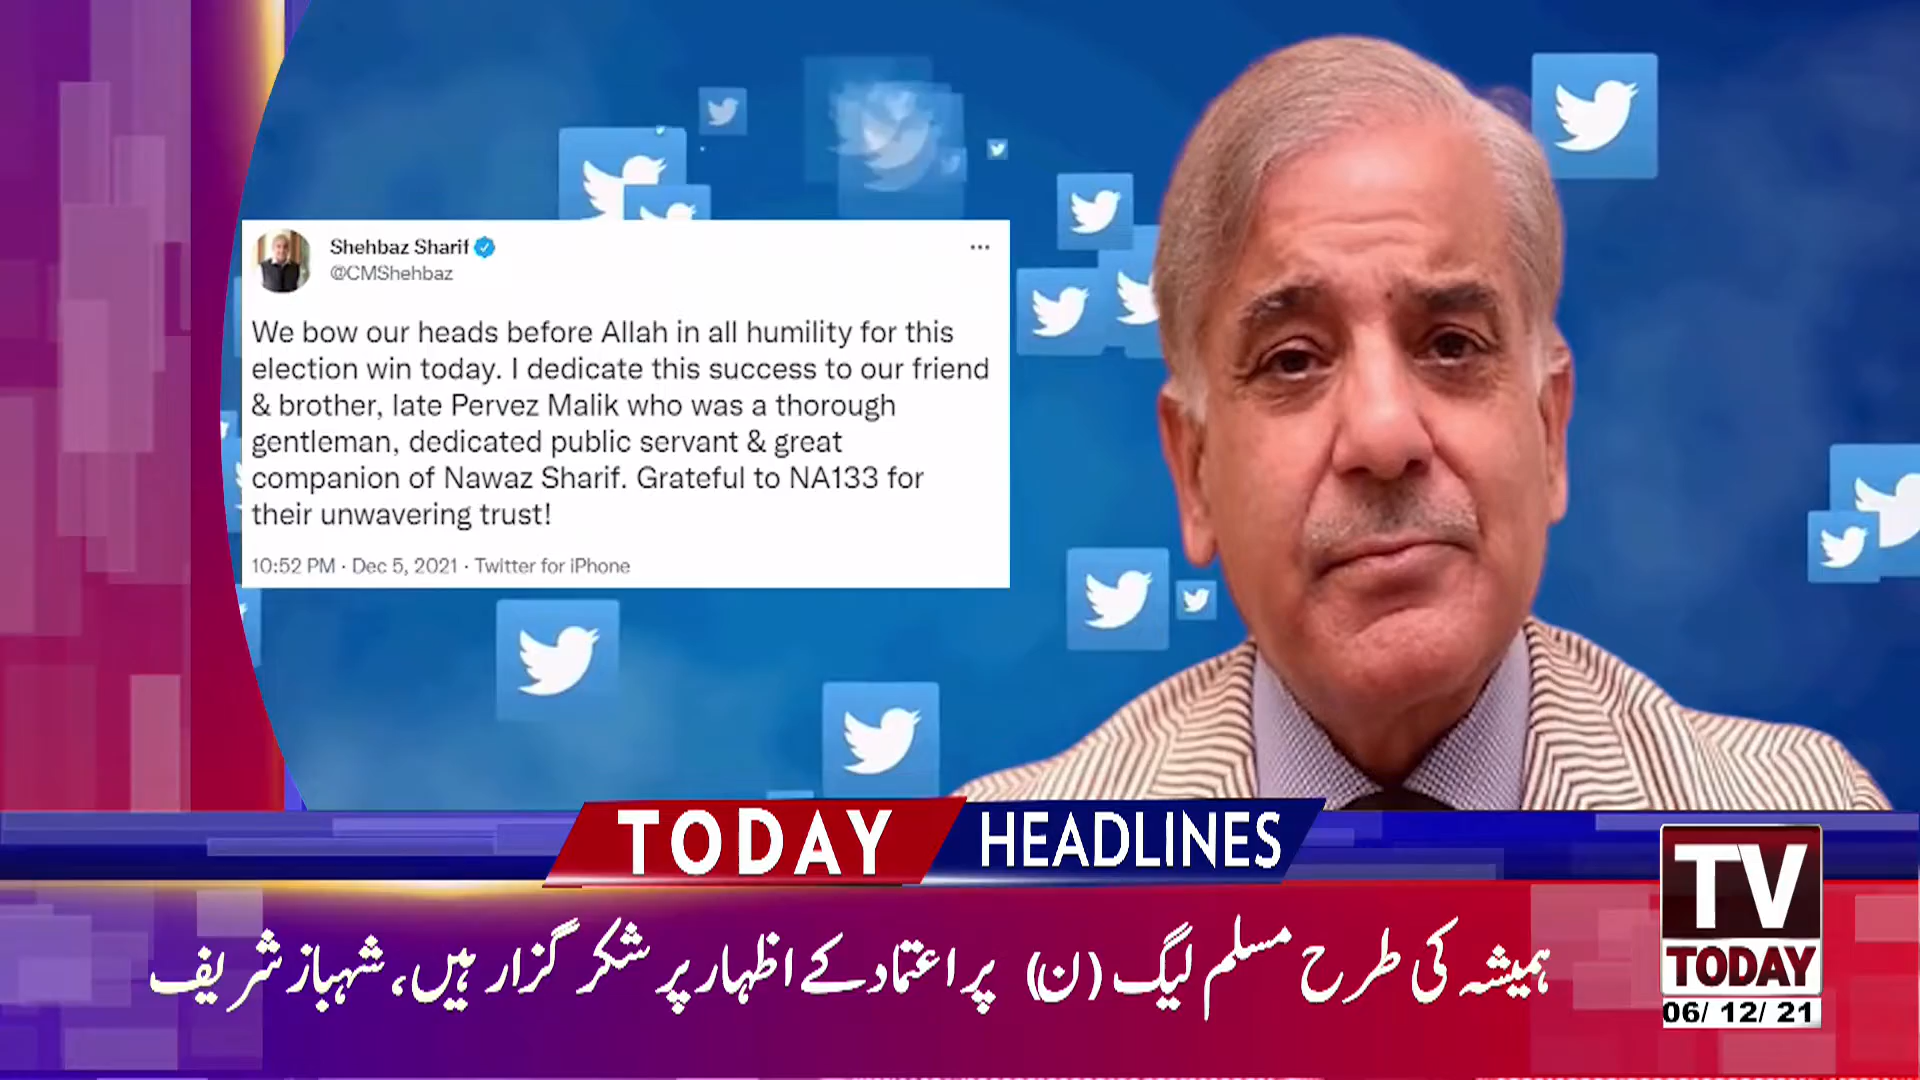 Shehbaz Sharif
@CMShehbaz
We bow our heads before Allah in all humility for this
election win today. I dedicate this success to our friend
& brother, late Pervez Malik who was a thorough
gentleman, dedicated public servant & great
companion of Nawaz Sharif. Grateful to NA133 for
their unwavering trust!
10:52 PM · Dec 5, 2021 · Twitter for iPhone
TODAY HEADLINES
ہمیشہ کی طرح مسلم لیگ (ن) پر اعتماد کے اظہار پر شکر گزار ہیں، شہباز شریف
TV
TODAY
06/ 12/ 21